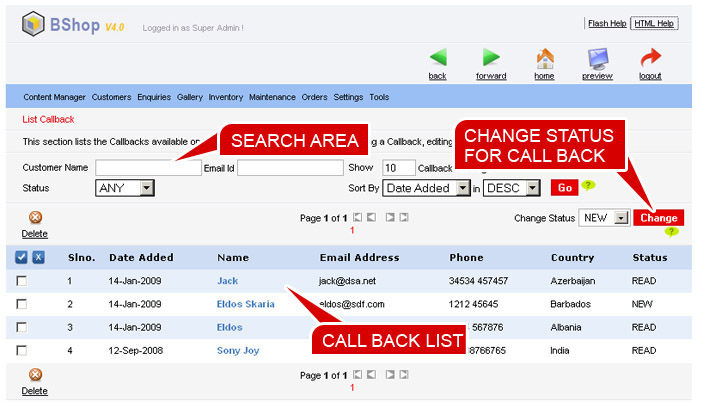 BShop V4.0 Logged in as Super Admin ! Flash Help HTML Help
back forward home preview logout
Content Manager Customers Enquiries Gallery Inventory Maintenance Orders Settings Tools
List Callback
This section lists the Callbacks available on g a Callback, editing
SEARCH AREA
CHANGE STATUS
FOR CALL BACK
Customer Name Email Id Show 10 Callback
Status ANY Sort By Date Added in DESC Go ?
Delete Page 1 of 1 Change Status NEW Change
1 ?
Slno. Date Added Name Email Address Phone Country Status
1 14-Jan-2009 Jack jack@dsa.net 34534 457457 Azerbaijan READ
2 14-Jan-2009 Eldos Skaria eldos@sdf.com 1212 45645 Barbados NEW
3 14-Jan-2009 Eldos 567876 Albania READ
CALL BACK LIST
4 12-Sep-2008 Sony Joy 8766765 India READ
Delete Page 1 of 1
1